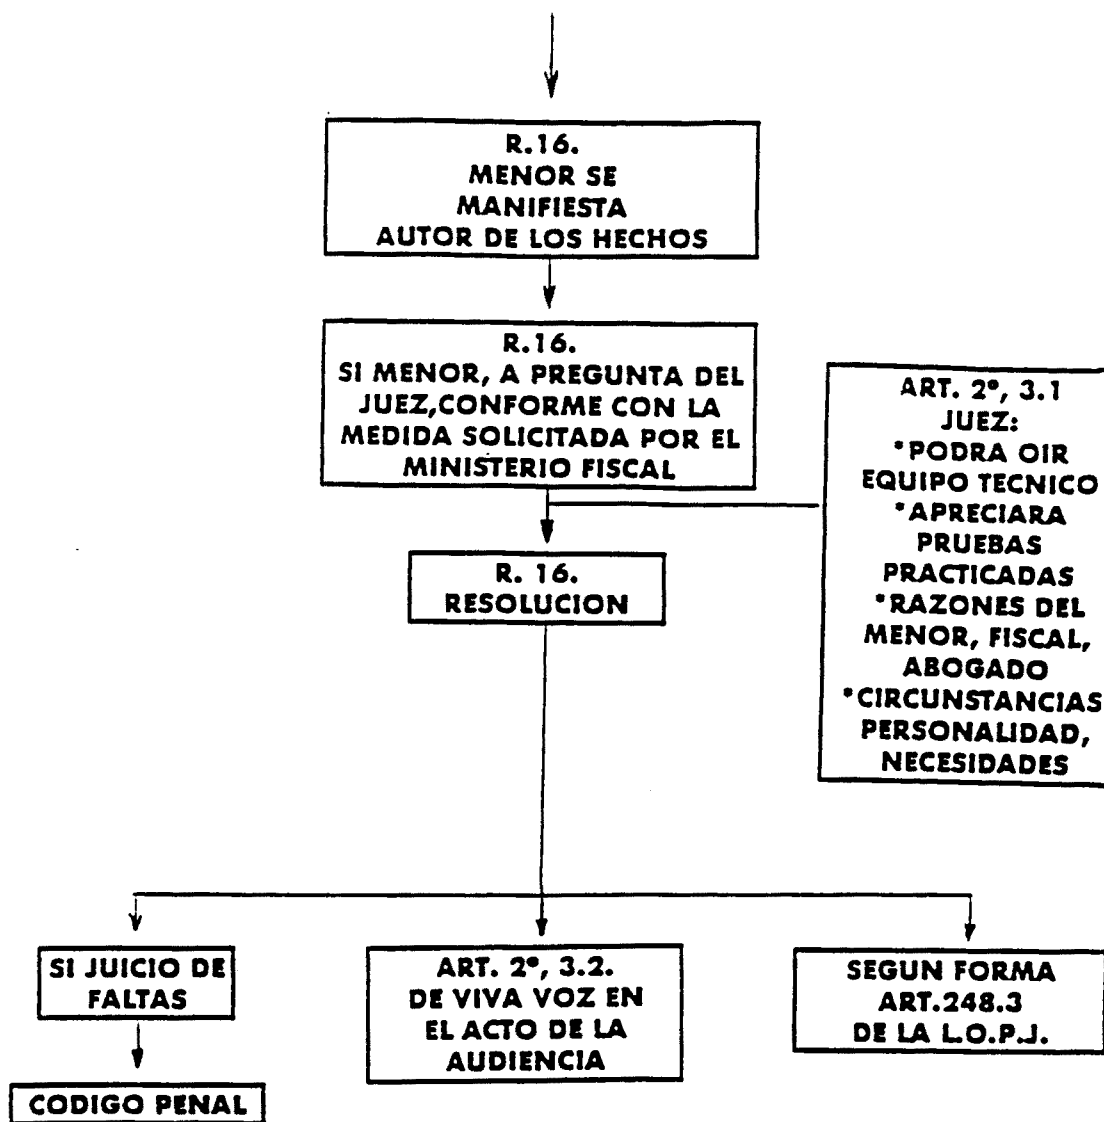 R.16.
MENOR SE
MANIFIESTA
AUTOR DE LOS HECHOS
R.16.
SI MENOR, A PREGUNTA DEL
JUEZ,CONFORME CON LA
MEDIDA SOLICITADA POR EL
MINISTERIO FISCAL
ART. 2º, 3.1
JUEZ:
*PODRA OIR
EQUIPO TECNICO
*APRECIARA
PRUEBAS
PRACTICADAS
*RAZONES DEL
MENOR, FISCAL,
ABOGADO
*CIRCUNSTANCIAS
PERSONALIDAD,
NECESIDADES
R. 16.
RESOLUCION
SI JUICIO DE
FALTAS
CODIGO PENAL
ART. 2º, 3.2.
DE VIVA VOZ EN
EL ACTO DE LA
AUDIENCIA
SEGUN FORMA
ART.248.3
DE LA L.O.P.J.